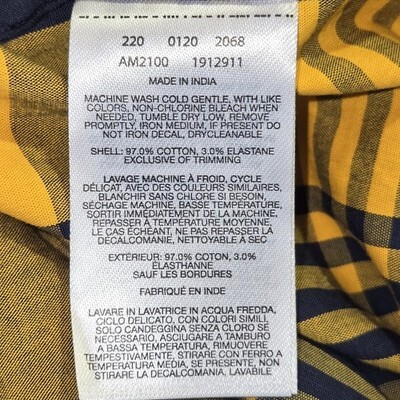 220 0120 2068
AM2100 1912911
MADE IN INDIA
MACHINE WASH COLD GENTLE, WITH LIKE
COLORS, NON-CHLORINE BLEACH WHEN
NEEDED, TUMBLE DRY LOW, REMOVE
PROMPTLY, IRON MEDIUM, IF PRESENT DO
NOT IRON DECAL, DRYCLEANABLE
SHELL: 97.0% COTTON, 3.0% ELASTANE
EXCLUSIVE OF TRIMMING
LAVAGE MACHINE À FROID, CYCLE
DÉLICAT, AVEC DES COULEURS SIMILAIRES,
BLANCHIR SANS CHLORE SI BESOIN,
SÉCHAGE MACHINE, BASSE TEMPÉRATURE,
SORTIR IMMÉDIATEMENT DE LA MACHINE,
REPASSER À TEMPÉRATURE MOYENNE,
LE CAS ÉCHÉANT, NE PAS REPASSER LA
DÉCALCOMANIE, NETTOYABLE A SEC
EXTÉRIEUR: 97.0% COTON, 3.0%
ÉLASTHANNE
SAUF LES BORDURES
FABRIQUÉ EN INDE
LAVARE IN LAVATRICE IN ACQUA FREDDA,
CICLO DELICATO, CON COLORI SIMILI,
SOLO CANDEGGINA SENZA CLORO SE
NECESSARIO, ASCIUGARE A TAMBURO
A BASSA TEMPERATURA, RIMUOVERE
TEMPESTIVAMENTE, STIRARE CON FERRO A
TEMPERATURA MEDIA, SE PRESENTE, NON
STIRARE LA DECALCOMANIA, LAVABILE